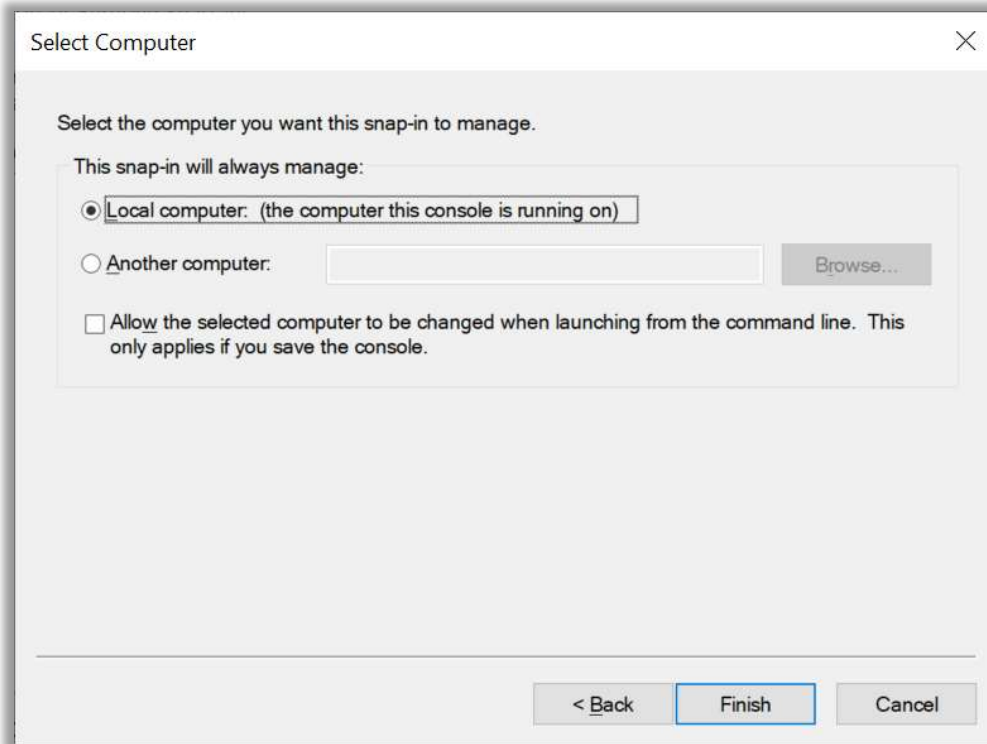 Select Computer
Select the computer you want this snap-in to manage.
This snap-in will always manage:
Local computer:  (the computer this console is running on)
Another computer:
Browse...
Allow the selected computer to be changed when launching from the command line.  This
only applies if you save the console.
< Back
Finish
Cancel